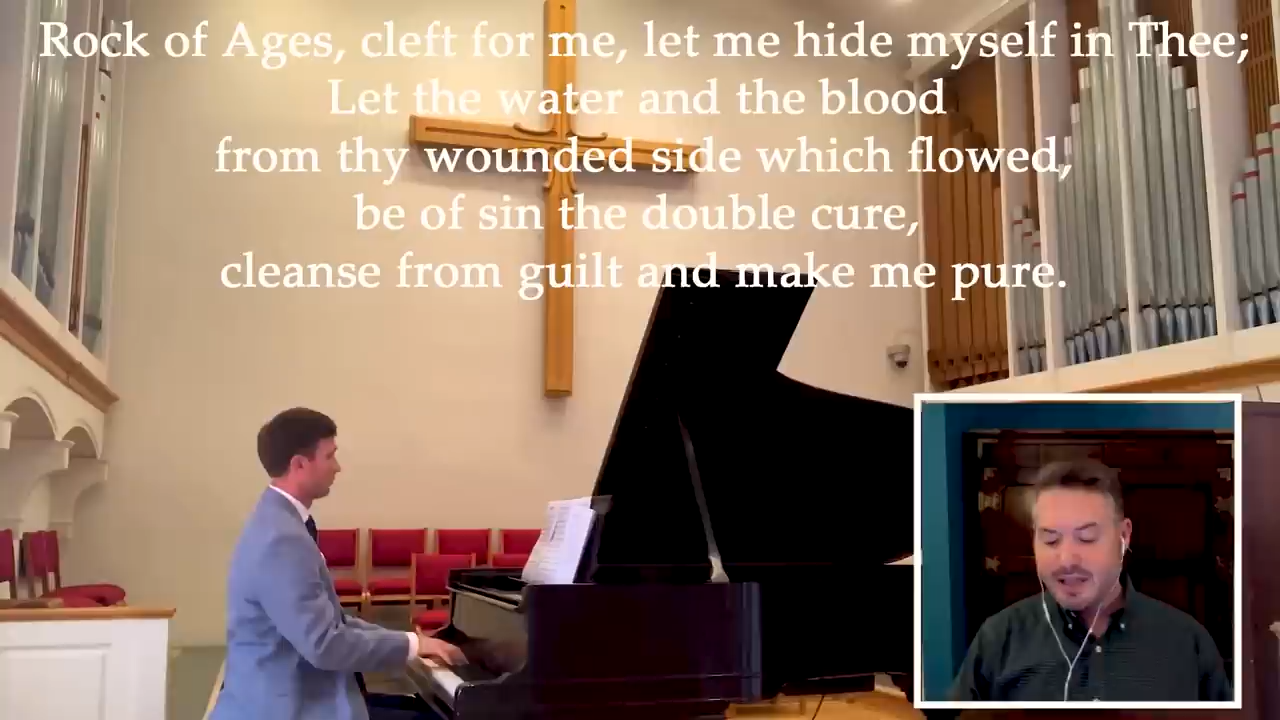 Rock of Ages, cleft for me, let me hide myself in Thee;
Let the water and the blood
from thy wounded side which flowed,
be of sin the double cure,
cleanse from guilt and make me pure.